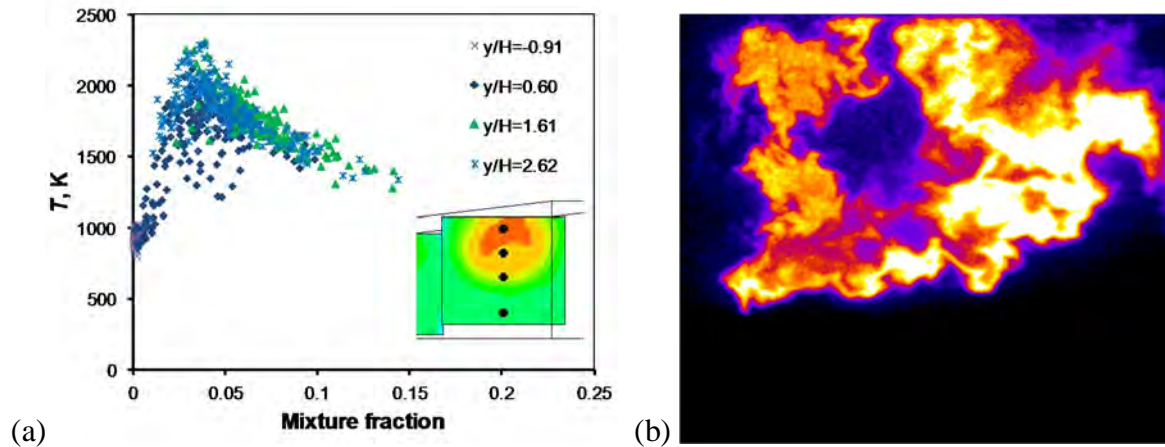 2500
2000
1500
1000
500
0
T, K
y/H=-0.91
y/H=0.60
y/H=1.61
y/H=2.62
0 0.05 0.1 0.15 0.2 0.25
Mixture fraction
(a)
(b)